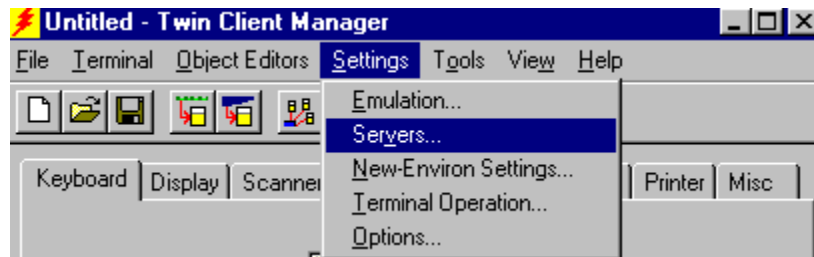 Untitled - Twin Client Manager
File Terminal Object Editors Settings Tools View Help
Emulation...
Servers...
New-Environ Settings...
Terminal Operation...
Options...
Keyboard Display Scanner Printer Misc